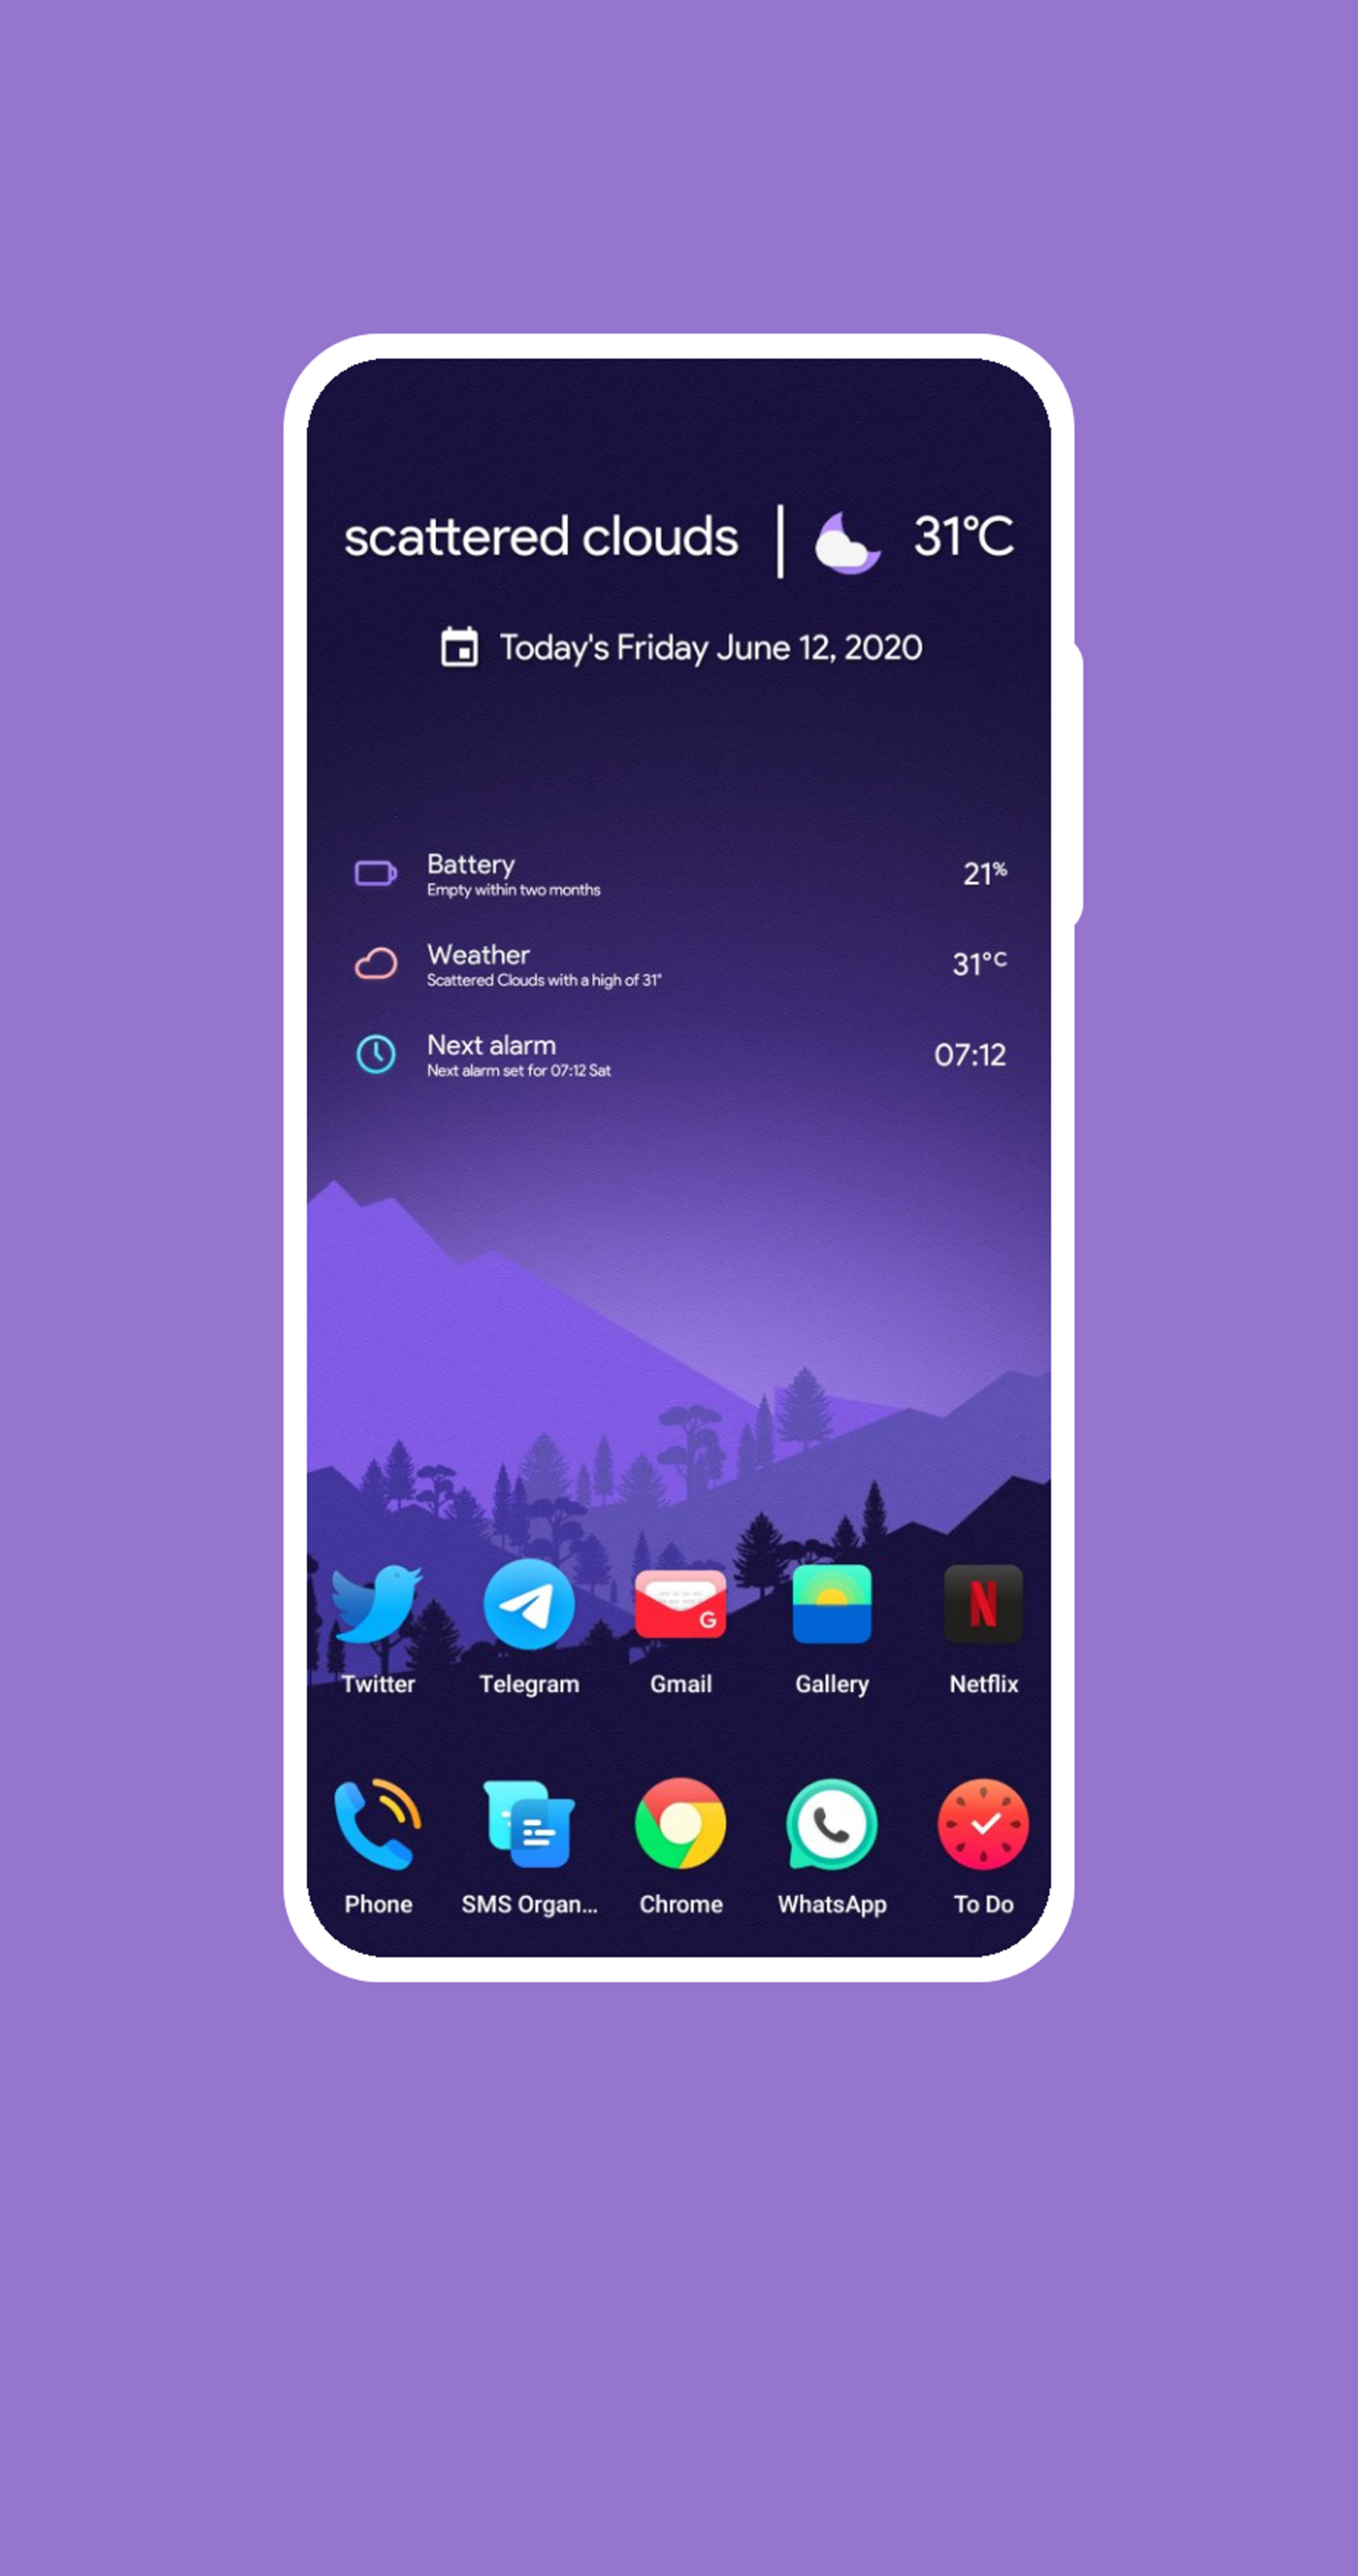 scattered clouds | 31°C
Today's Friday June 12, 2020
Battery 21%
Empty within two months
Weather 31°C
Scattered Clouds with a high of 31°
Next alarm 07:12
Next alarm set for 07:12 Sat
G N
Twitter Telegram Gmail Gallery Netflix
Phone SMS Organ... Chrome WhatsApp To Do